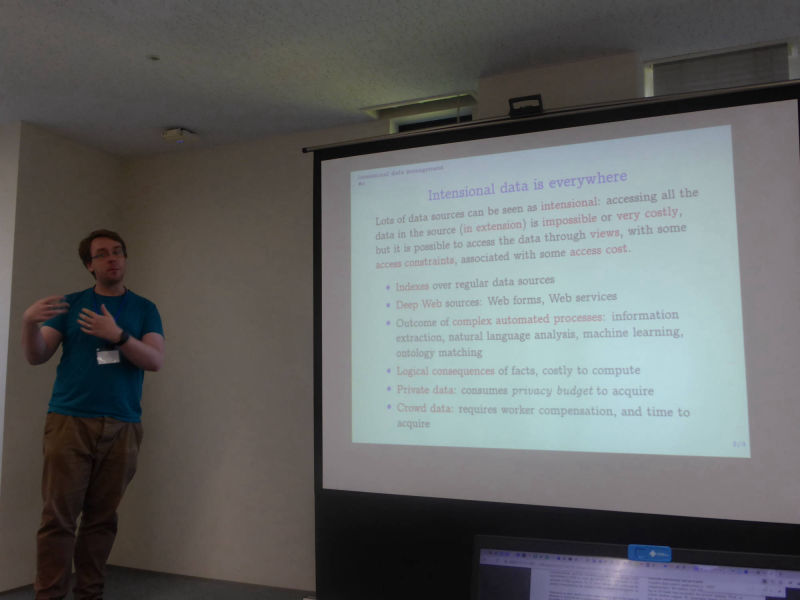 intensional data management
Intensional data is everywhere
Lots of data sources can be seen as intensional: accessing all the
data in the source (in extension) is impossible or very costly,
but it is possible to access the data through views, with some
access constraints, associated with some access cost.
Indexes over regular data sources
Deep Web sources: Web forms, Web services
Outcome of complex automated processes: information
extraction, natural language analysis, machine learning,
ontology matching
Logical consequences of facts, costly to compute
Private data: consumes privacy budget to acquire
Crowd data: requires worker compensation, and time to
acquire